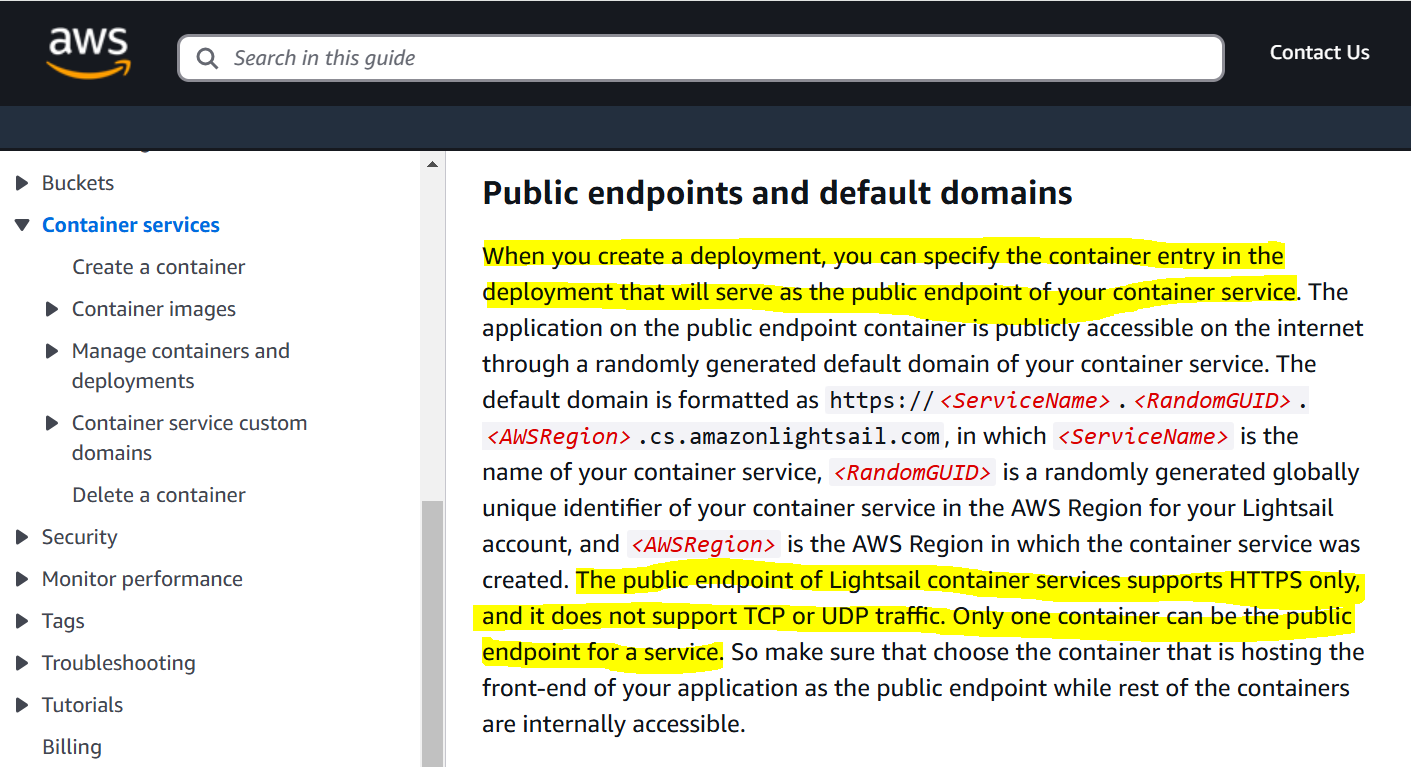 aws
Search in this guide
Contact Us
Buckets
Container services
Create a container
Container images
Manage containers and
deployments
Container service custom
domains
Delete a container
Security
Monitor performance
Tags
Troubleshooting
Tutorials
Billing
Public endpoints and default domains
When you create a deployment, you can specify the container entry in the
deployment that will serve as the public endpoint of your container service. The
application on the public endpoint container is publicly accessible on the internet
through a randomly generated default domain of your container service. The
default domain is formatted as https://<ServiceName>.<RandomGUID>.
<AWSRegion>.cs.amazonlightsail.com, in which <ServiceName> is the
name of your container service, <RandomGUID> is a randomly generated globally
unique identifier of your container service in the AWS Region for your Lightsail
account, and <AWSRegion> is the AWS Region in which the container service was
created. The public endpoint of Lightsail container services supports HTTPS only,
and it does not support TCP or UDP traffic. Only one container can be the public
endpoint for a service. So make sure that choose the container that is hosting the
front-end of your application as the public endpoint while rest of the containers
are internally accessible.